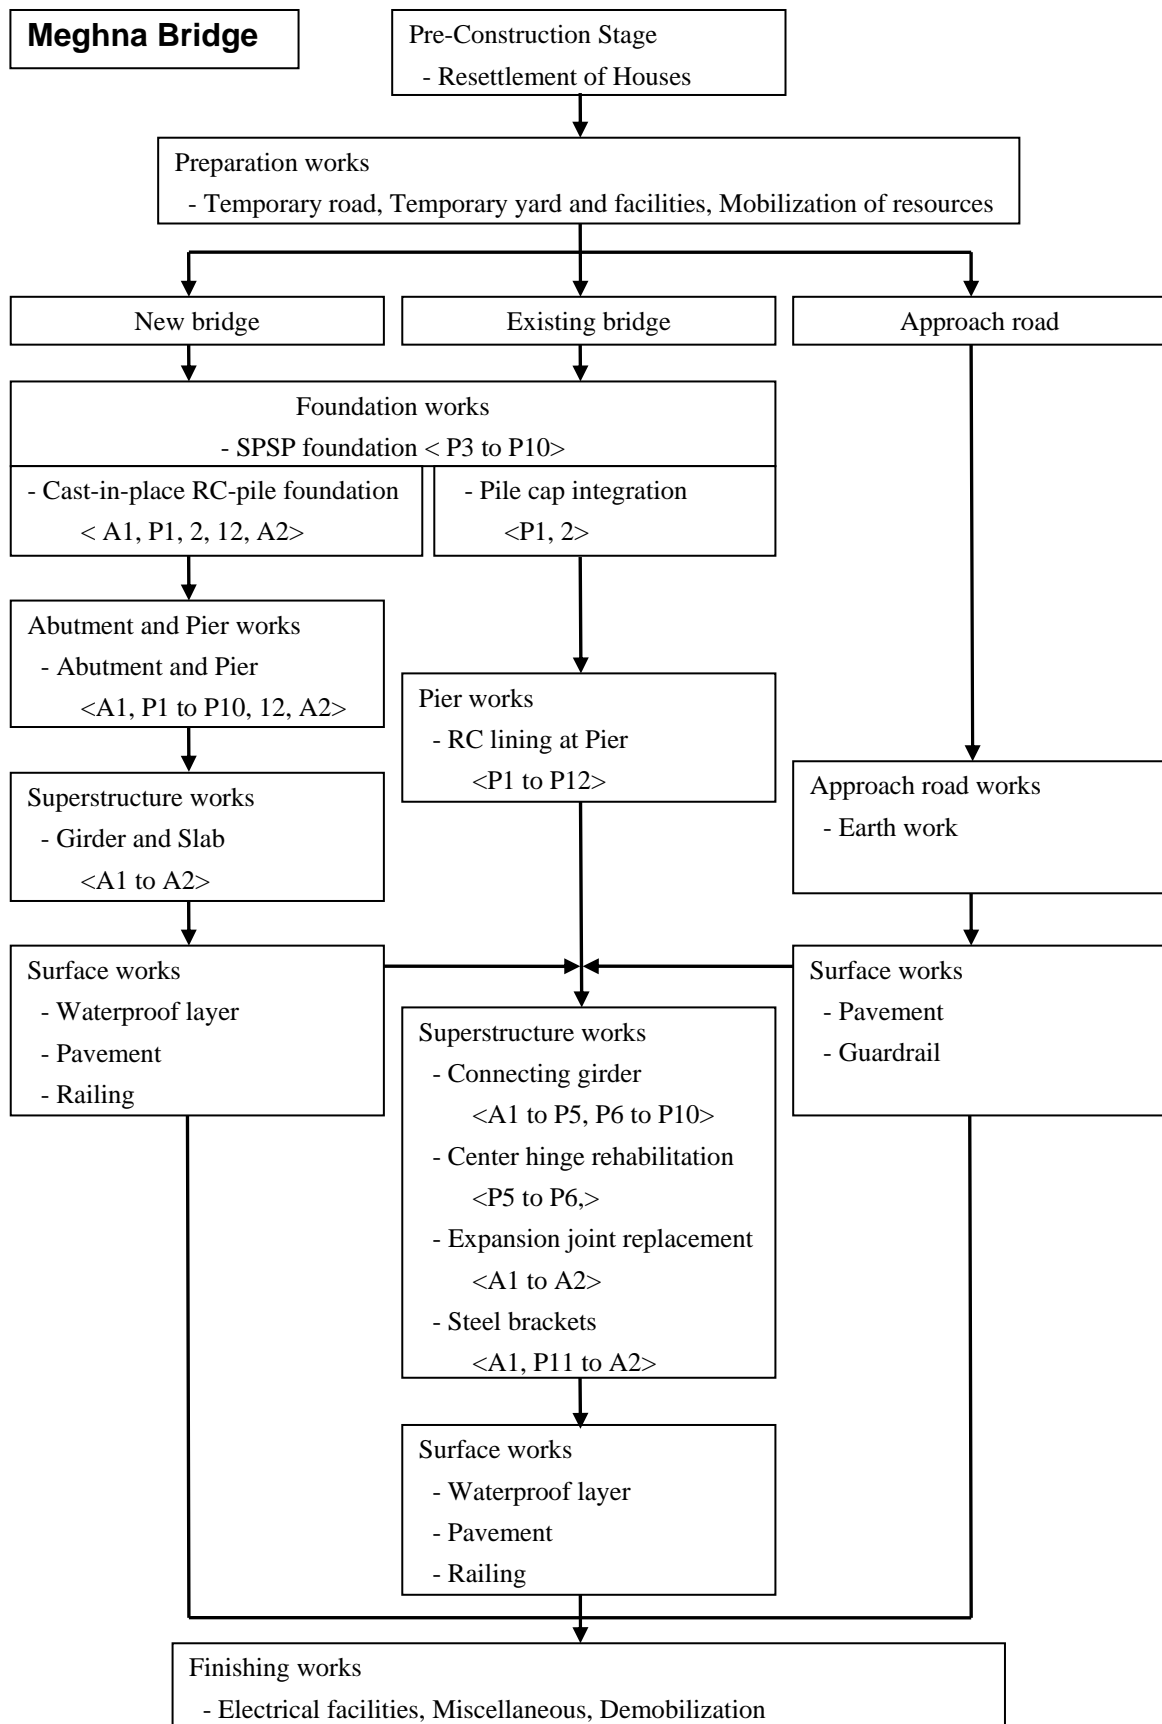 Meghna Bridge
Pre-Construction Stage
- Resettlement of Houses
Preparation works
- Temporary road, Temporary yard and facilities, Mobilization of resources
New bridge
Existing bridge
Approach road
Foundation works
- SPSP foundation < P3 to P10>
- Cast-in-place RC-pile foundation
< A1, P1, 2, 12, A2>
- Pile cap integration
<P1, 2>
Abutment and Pier works
- Abutment and Pier
<A1, P1 to P10, 12, A2>
Pier works
- RC lining at Pier
<P1 to P12>
Superstructure works
- Girder and Slab
<A1 to A2>
Approach road works
- Earth work
Surface works
- Waterproof layer
- Pavement
- Railing
Superstructure works
- Connecting girder
<A1 to P5, P6 to P10>
- Center hinge rehabilitation
<P5 to P6,>
- Expansion joint replacement
<A1 to A2>
- Steel brackets
<A1, P11 to A2>
Surface works
- Pavement
- Guardrail
Surface works
- Waterproof layer
- Pavement
- Railing
Finishing works
- Electrical facilities, Miscellaneous, Demobilization